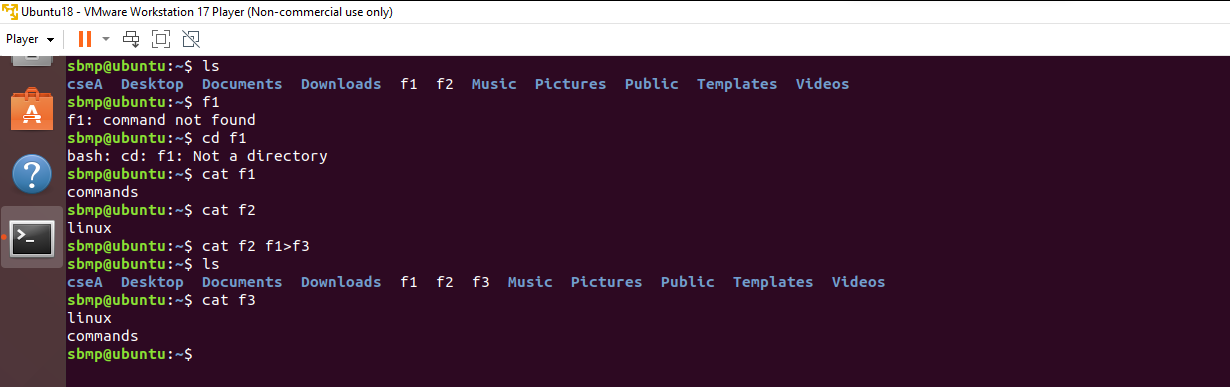 Ubuntu18 - VMware Workstation 17 Player (Non-commercial use only)
Player
sbmp@ubuntu:~$ ls
cseA  Desktop  Documents  Downloads  f1  f2  Music  Pictures  Public  Templates  Videos
sbmp@ubuntu:~$ f1
f1: command not found
sbmp@ubuntu:~$ cd f1
bash: cd: f1: Not a directory
sbmp@ubuntu:~$ cat f1
commands
sbmp@ubuntu:~$ cat f2
linux
sbmp@ubuntu:~$ cat f2 f1>f3
sbmp@ubuntu:~$ ls
cseA  Desktop  Documents  Downloads  f1  f2  f3  Music  Pictures  Public  Templates  Videos
sbmp@ubuntu:~$ cat f3
linux
commands
sbmp@ubuntu:~$